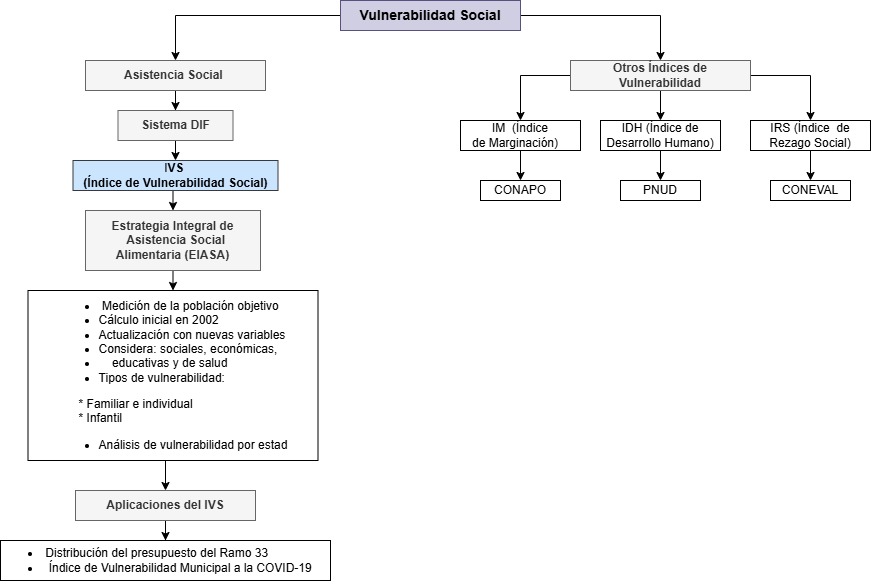 Vulnerabilidad Social
Asistencia Social
Sistema DIF
IVS
(Índice de Vulnerabilidad Social)
Estrategia Integral de
Asistencia Social
Alimentaria (EIASA)
• Medición de la población objetivo
• Cálculo inicial en 2002
• Actualización con nuevas variables
• Considera: sociales, económicas,
• educativas y de salud
• Tipos de vulnerabilidad:
* Familiar e individual
* Infantil
• Análisis de vulnerabilidad por estad
Aplicaciones del IVS
• Distribución del presupuesto del Ramo 33
• Índice de Vulnerabilidad Municipal a la COVID-19
Otros Índices de
Vulnerabilidad
IM (Índice
de Marginación)
CONAPO
IDH (Índice de
Desarrollo Humano)
PNUD
IRS (Índice de
Rezago Social)
CONEVAL